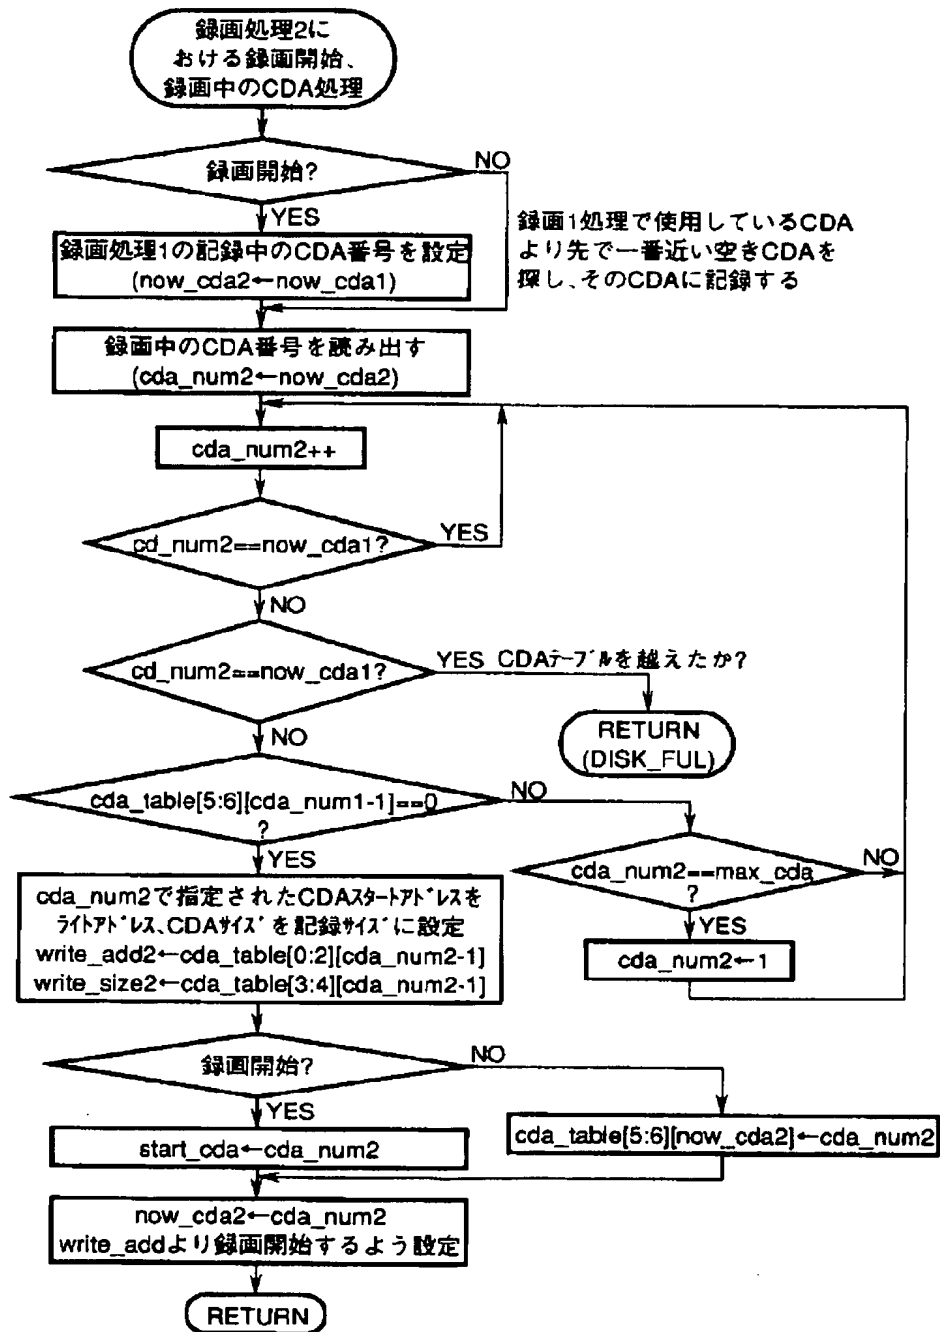 録画処理2に
おける録画開始、
録画中のCDA処理
録画開始?
NO
YES
録画1処理で使用しているCDA
より先で一番近い空きCDAを
探し、そのCDAに記録する
録画処理1の記録中のCDA番号を設定
(now_cda2←now_cda1)
録画中のCDA番号を読み出す
(cda_num2←now_cda2)
cda_num2++
cd_num2==now_cda1?
YES
NO
cd_num2==now_cda1?
YES CDAテーブルを越えたか?
NO
RETURN
(DISK_FUL)
cda_table[5:6][cda_num1-1]==0
?
NO
YES
cda_num2==max_cda
?
NO
YES
cda_num2←1
cda_num2で指定されたCDAスタートアドレスを
ライトアドレス、CDAサイズを記録サイズに設定
write_add2←cda_table[0:2][cda_num2-1]
write_size2←cda_table[3:4][cda_num2-1]
録画開始?
NO
YES
start_cda←cda_num2
cda_table[5:6][now_cda2]←cda_num2
now_cda2←cda_num2
write_addより録画開始するよう設定
RETURN